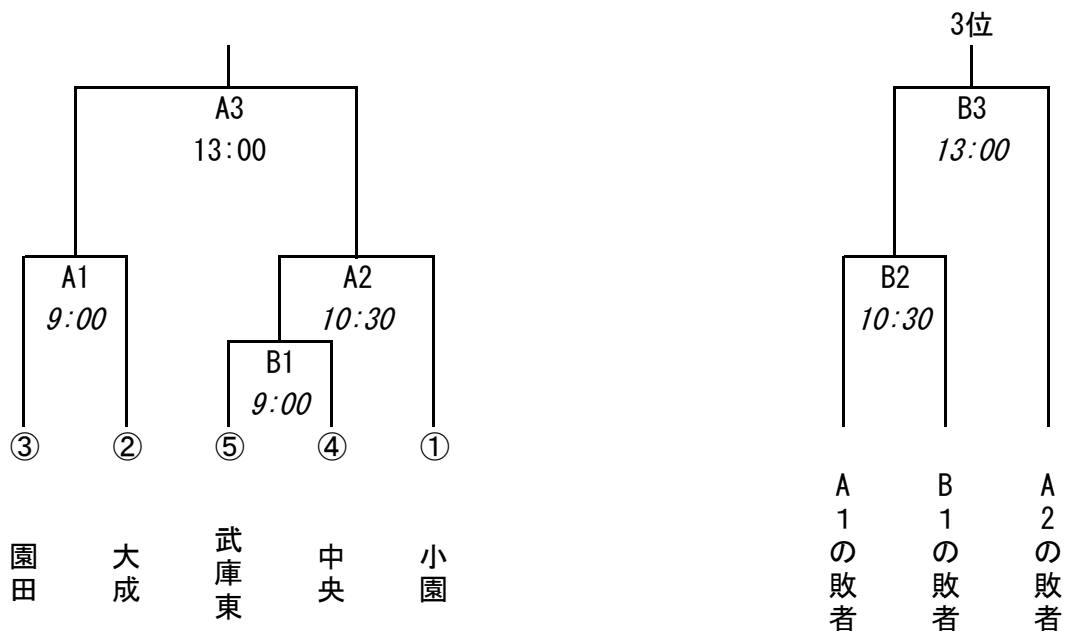 3位
A3
13:00
B3
13:00
A1
9:00
A2
10:30
B2
10:30
B1
9:00
③
②
⑤
④
①
園田
大成
武庫東
中央
小園
A1の敗者
B1の敗者
A2の敗者